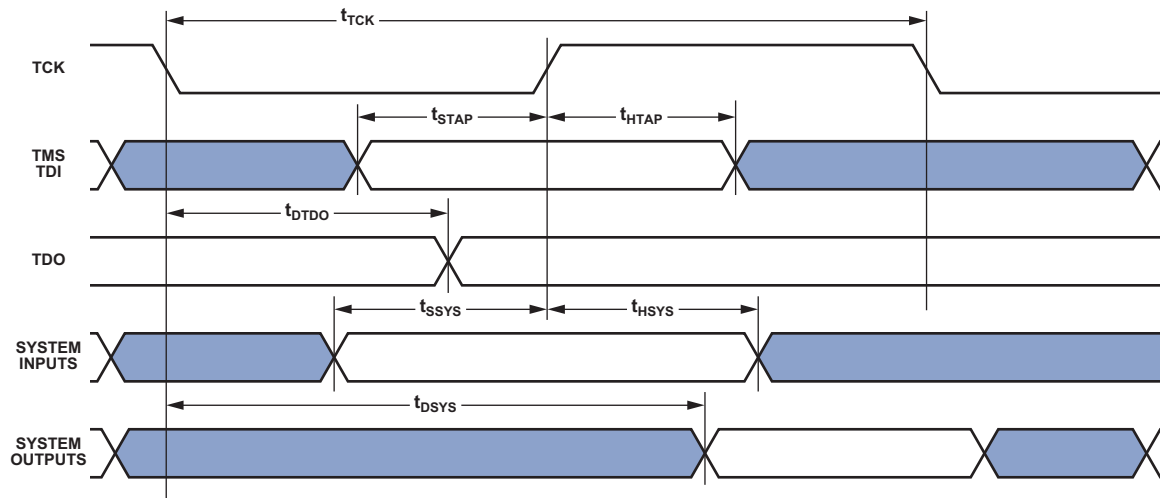 tTCK
TCK
tSTAP
tHTAP
TMS
TDI
tDTDO
TDO
tSSYS
tHSYS
SYSTEM
INPUTS
tDSYS
SYSTEM
OUTPUTS